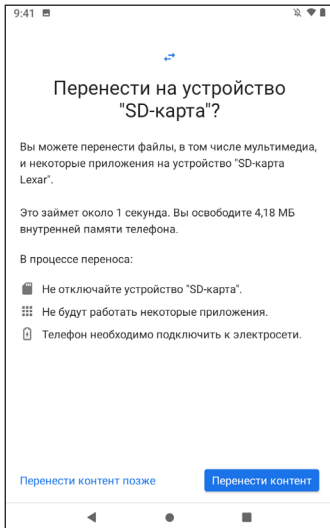 9:41
Перенести на устройство
"SD-карта"?
Вы можете перенести файлы, в том числе мультимедиа,
и некоторые приложения на устройство "SD-карта
Lexar".
Это займет около 1 секунда. Вы освободите 4,18 МБ
внутренней памяти телефона.
В процессе переноса:
Не отключайте устройство "SD-карта".
Не будут работать некоторые приложения.
Телефон необходимо подключить к электросети.
Перенести контент позже
Перенести контент